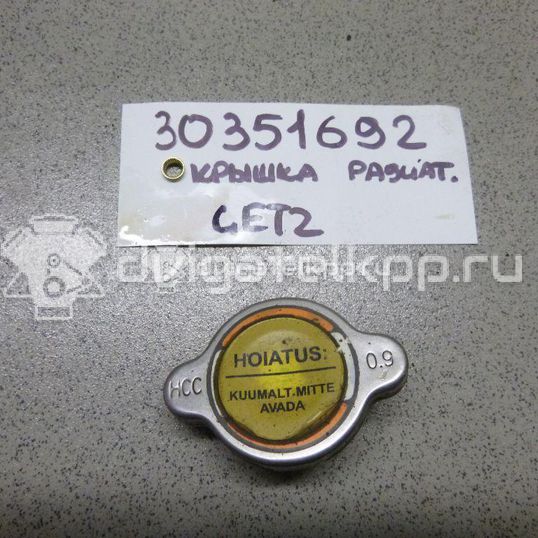 30351692
КРЫШКА РАДИАТ.
GETZ
dvigatelkpp.ru
HOIATUS:
HCC
0.9
KUUMALT MITTE
AVADA